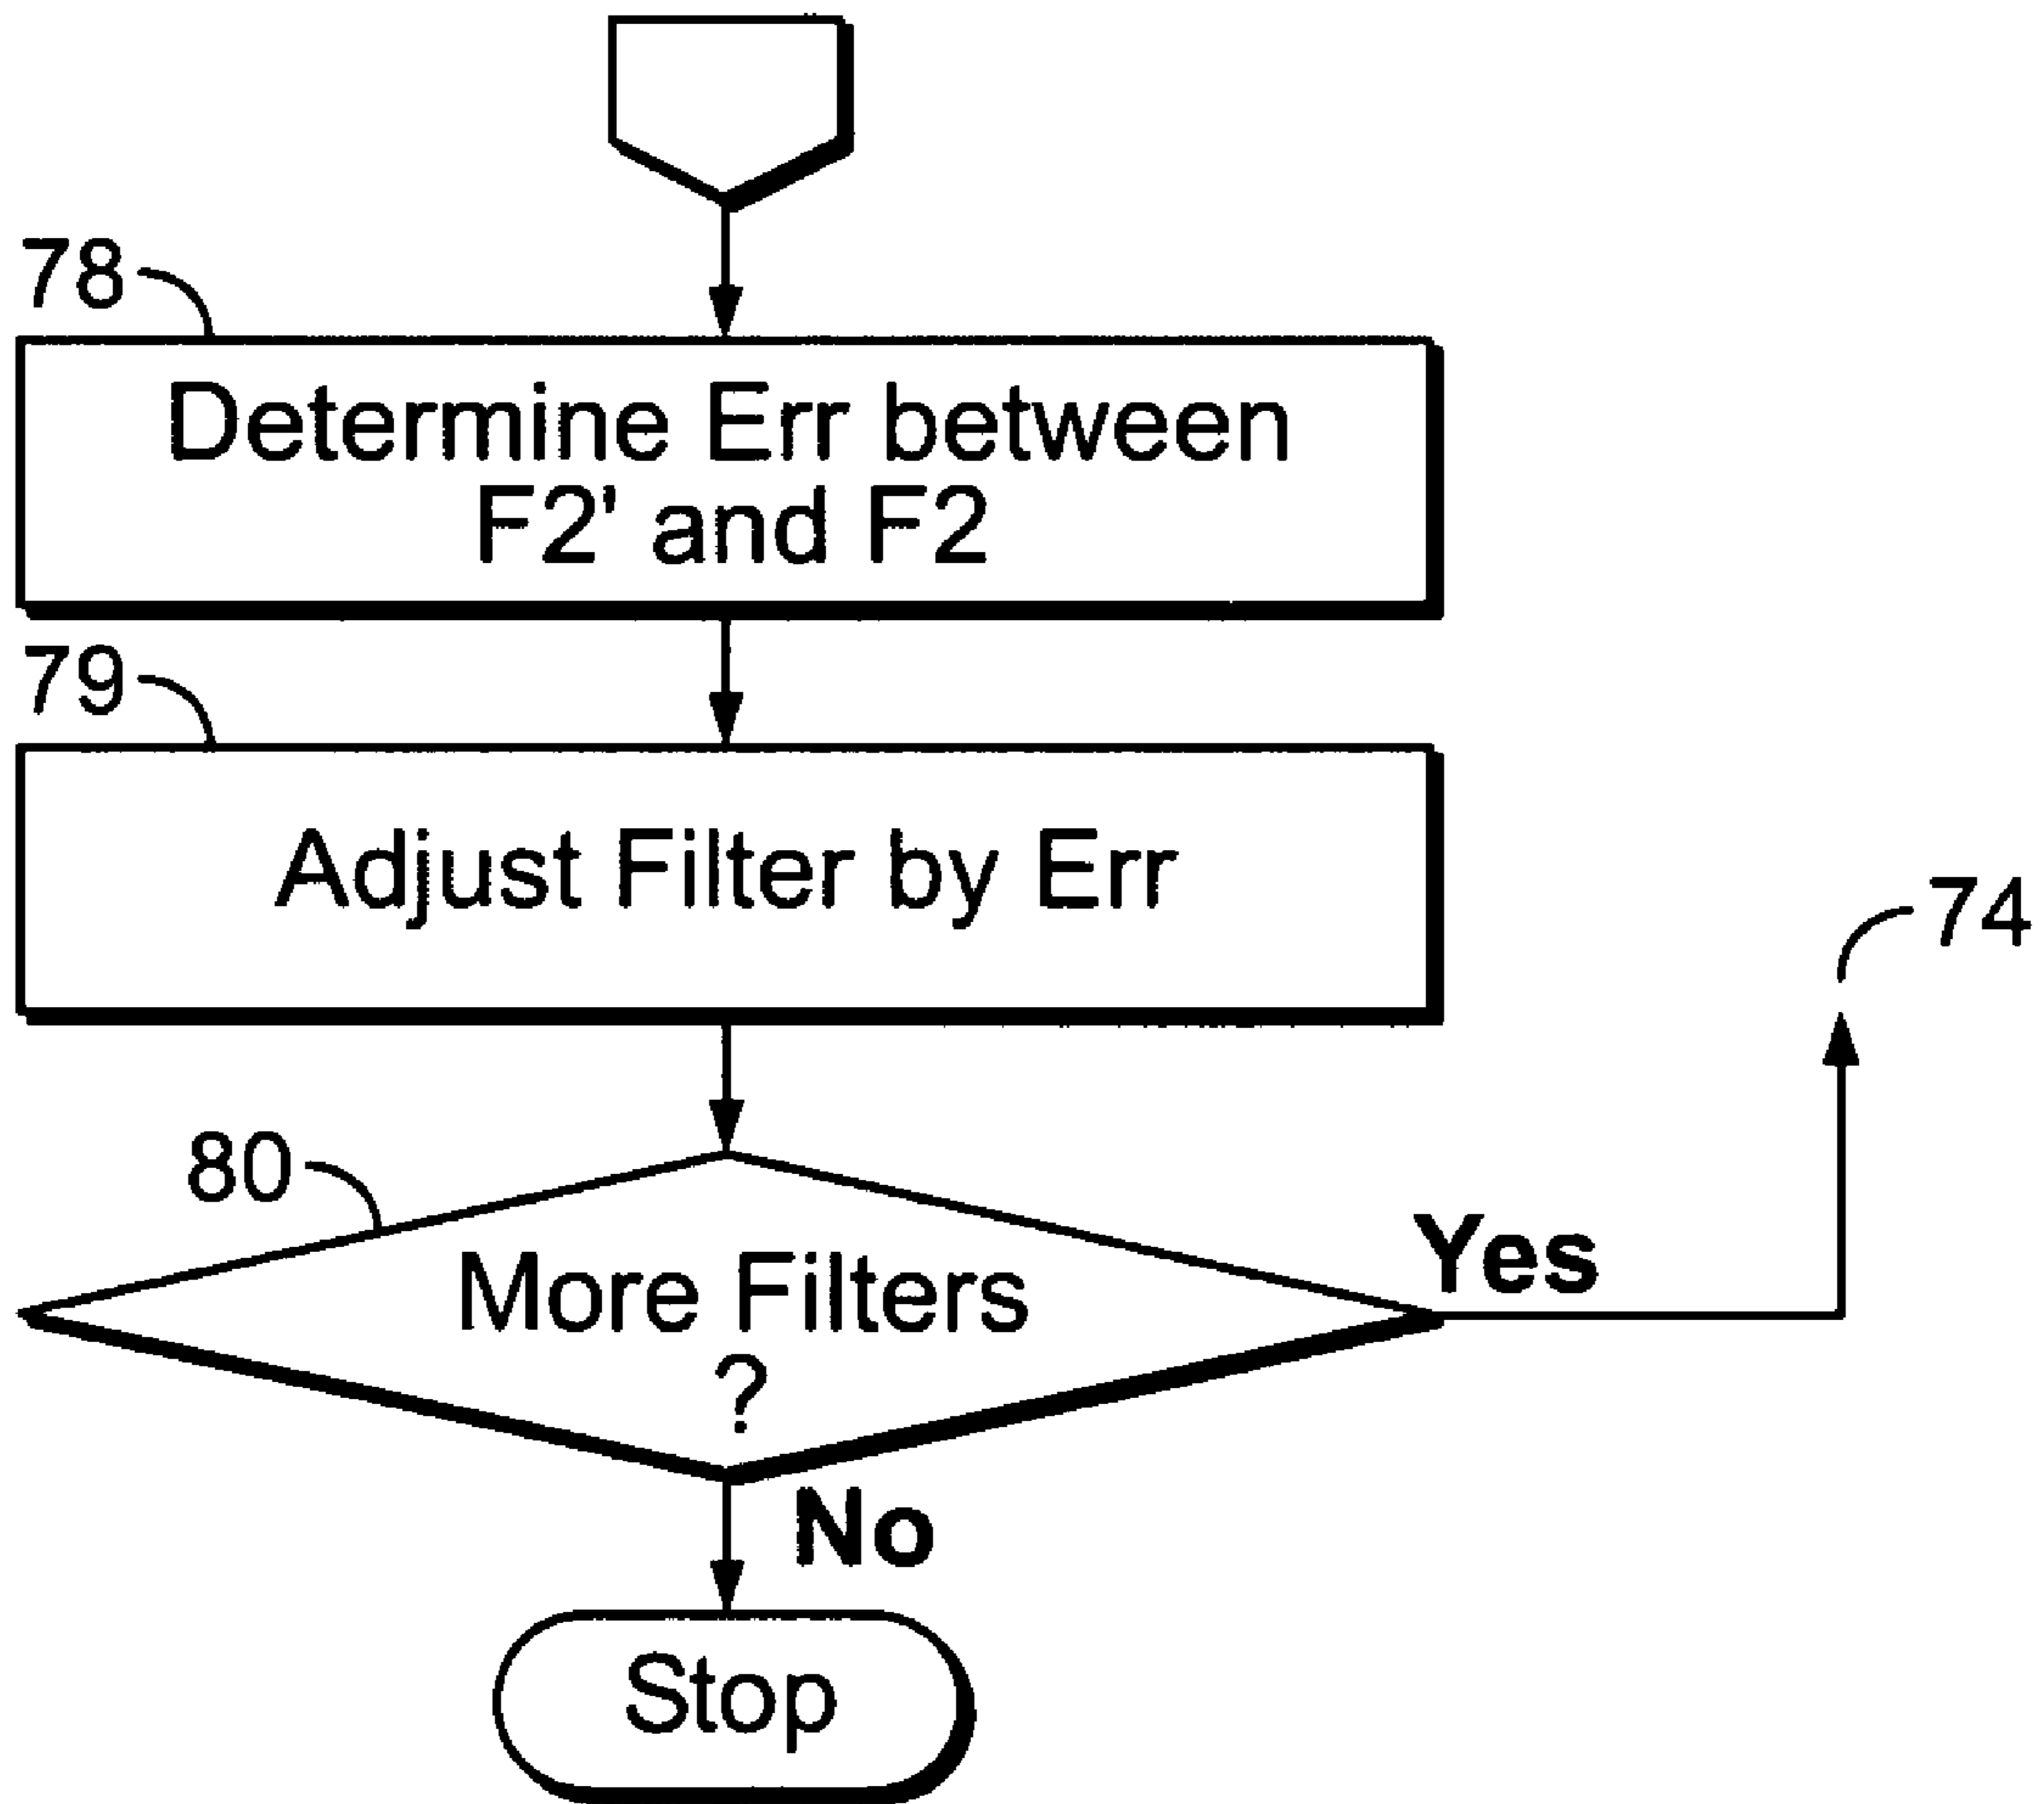 78
Determine Err between
F2' and F2
79
Adjust Filter by Err
74
80
More Filters
?
Yes
No
Stop